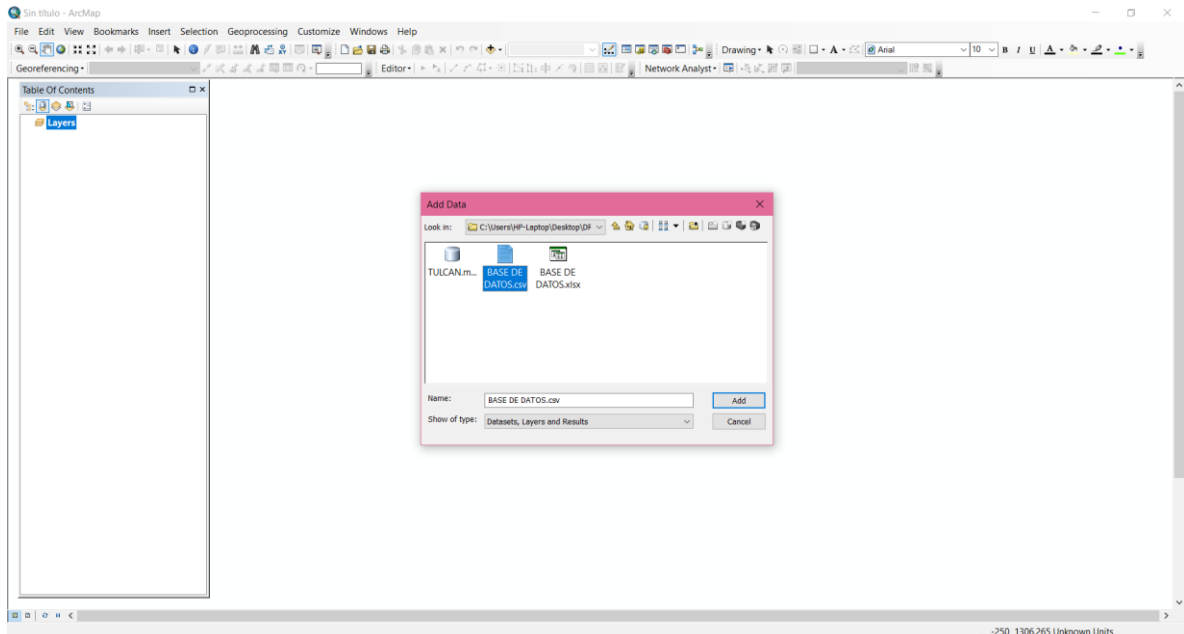 Sin título - ArcMap
File Edit View Bookmarks Insert Selection Geoprocessing Customize Windows Help
Drawing 10 B I U A
Arial
Georeferencing Editor Network Analyst
Table Of Contents
Layers
Add Data
Look in: C:\Users\HP-Laptop\Desktop\DF
TULCAN.m... BASE DE DATOS.csv BASE DE DATOS.xlsx
Name: BASE DE DATOS.csv Add
Show of type: Datasets, Layers and Results Cancel
-250 1306,265 Unknown Units